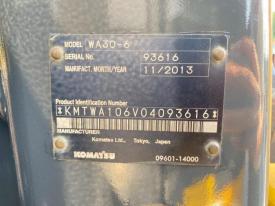 MODEL WA30-6
SERIAL No. 93616
MANUFACT. MONTH/YEAR 11/2013
*KMTWA106V04093616*
Product Identification Number
MANUFACTURER
Komatsu Ltd. Tokyo, Japan
KOMATSU
09601-14000